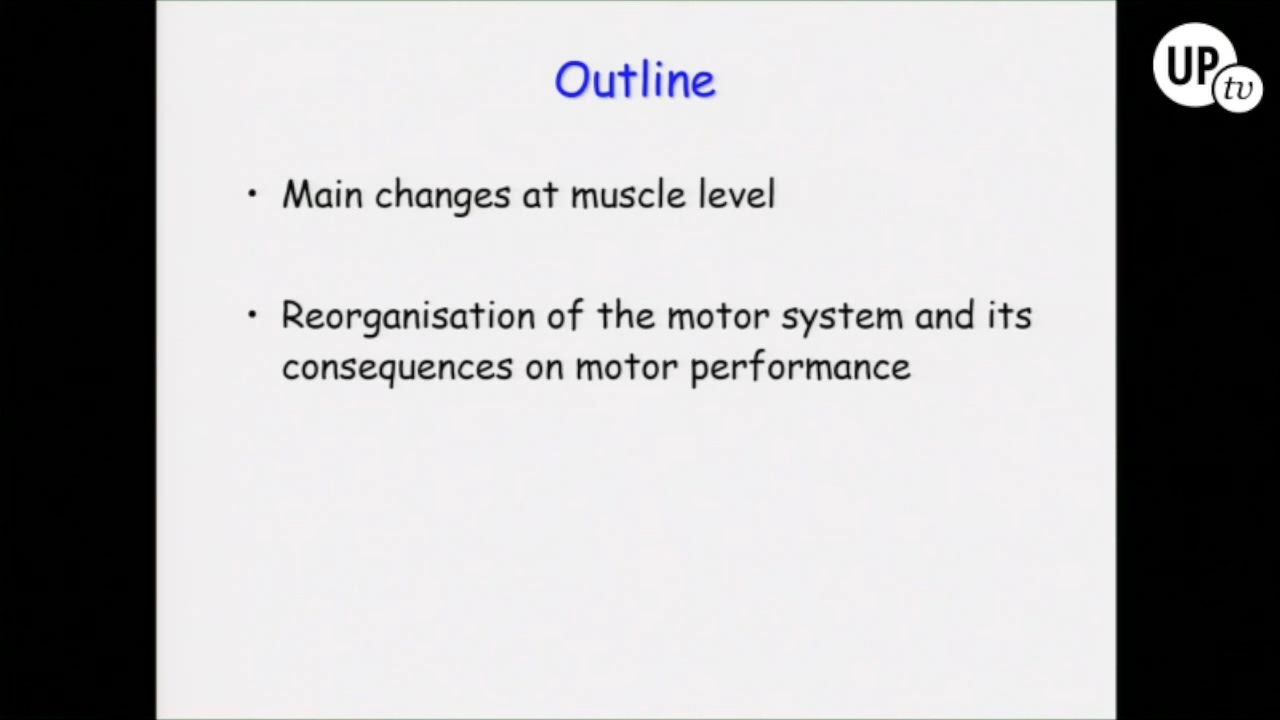 Outline
UP
tv
• Main changes at muscle level
• Reorganisation of the motor system and its
consequences on motor performance